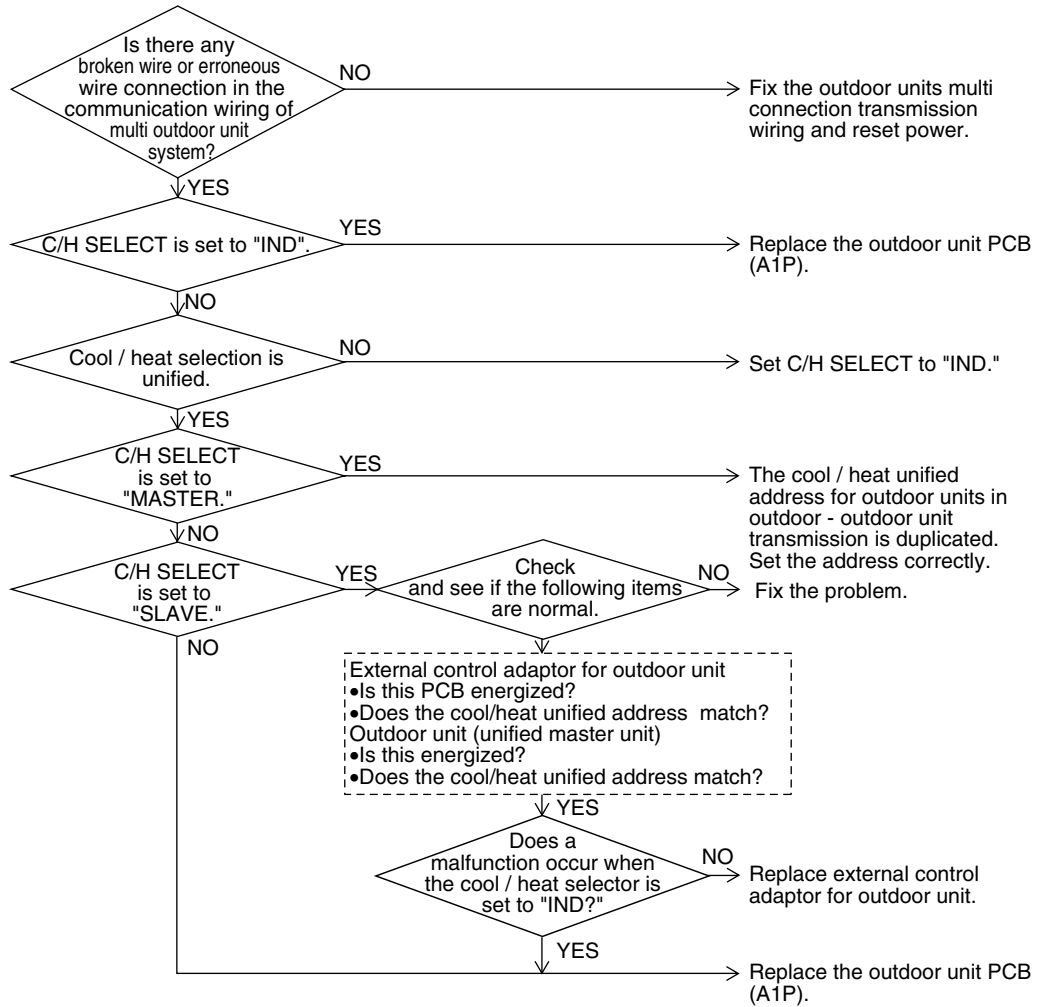 Is there any
broken wire or erroneous
wire connection in the
communication wiring of
multi outdoor unit
system?
NO
Fix the outdoor units multi
connection transmission
wiring and reset power.
YES
C/H SELECT is set to "IND".
YES
Replace the outdoor unit PCB
(A1P).
NO
Cool / heat selection is
unified.
NO
Set C/H SELECT to "IND."
YES
C/H SELECT
is set to
"MASTER."
YES
The cool / heat unified
address for outdoor units in
outdoor - outdoor unit
transmission is duplicated.
Set the address correctly.
NO
C/H SELECT
is set to
"SLAVE."
YES
Check
and see if the following items
are normal.
NO
Fix the problem.
NO
External control adaptor for outdoor unit
•Is this PCB energized?
•Does the cool/heat unified address match?
Outdoor unit (unified master unit)
•Is this energized?
•Does the cool/heat unified address match?
YES
Does a
malfunction occur when
the cool / heat selector is
set to "IND?"
NO
Replace external control
adaptor for outdoor unit.
YES
Replace the outdoor unit PCB
(A1P).